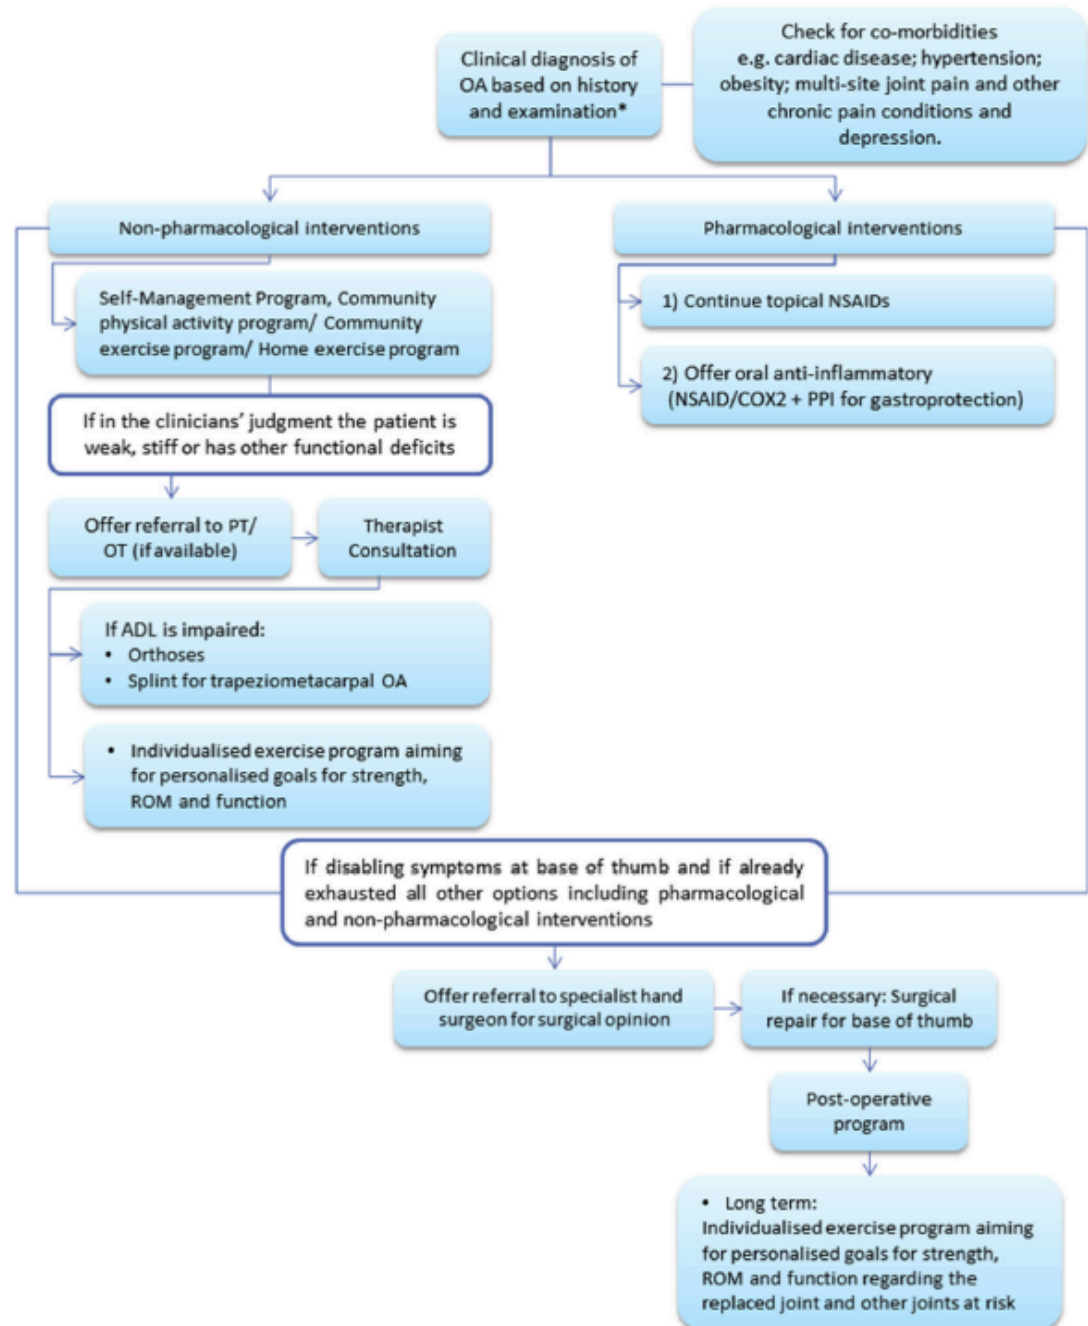 Clinical diagnosis of
OA based on history
and examination*
Check for co-morbidities
e.g. cardiac disease; hypertension;
obesity; multi-site joint pain and other
chronic pain conditions and
depression.
Non-pharmacological interventions
Pharmacological interventions
Self-Management Program, Community
physical activity program/ Community
exercise program/ Home exercise program
1) Continue topical NSAIDs
2) Offer oral anti-inflammatory
(NSAID/COX2 + PPI for gastroprotection)
If in the clinicians' judgment the patient is
weak, stiff or has other functional deficits
Offer referral to PT/
OT (if available)
Therapist
Consultation
If ADL is impaired:
• Orthoses
• Splint for trapeziometacarpal OA
• Individualised exercise program aiming
for personalised goals for strength,
ROM and function
If disabling symptoms at base of thumb and if already
exhausted all other options including pharmacological
and non-pharmacological interventions
Offer referral to specialist hand
surgeon for surgical opinion
If necessary: Surgical
repair for base of thumb
Post-operative
program
• Long term:
Individualised exercise program aiming
for personalised goals for strength,
ROM and function regarding the
replaced joint and other joints at risk